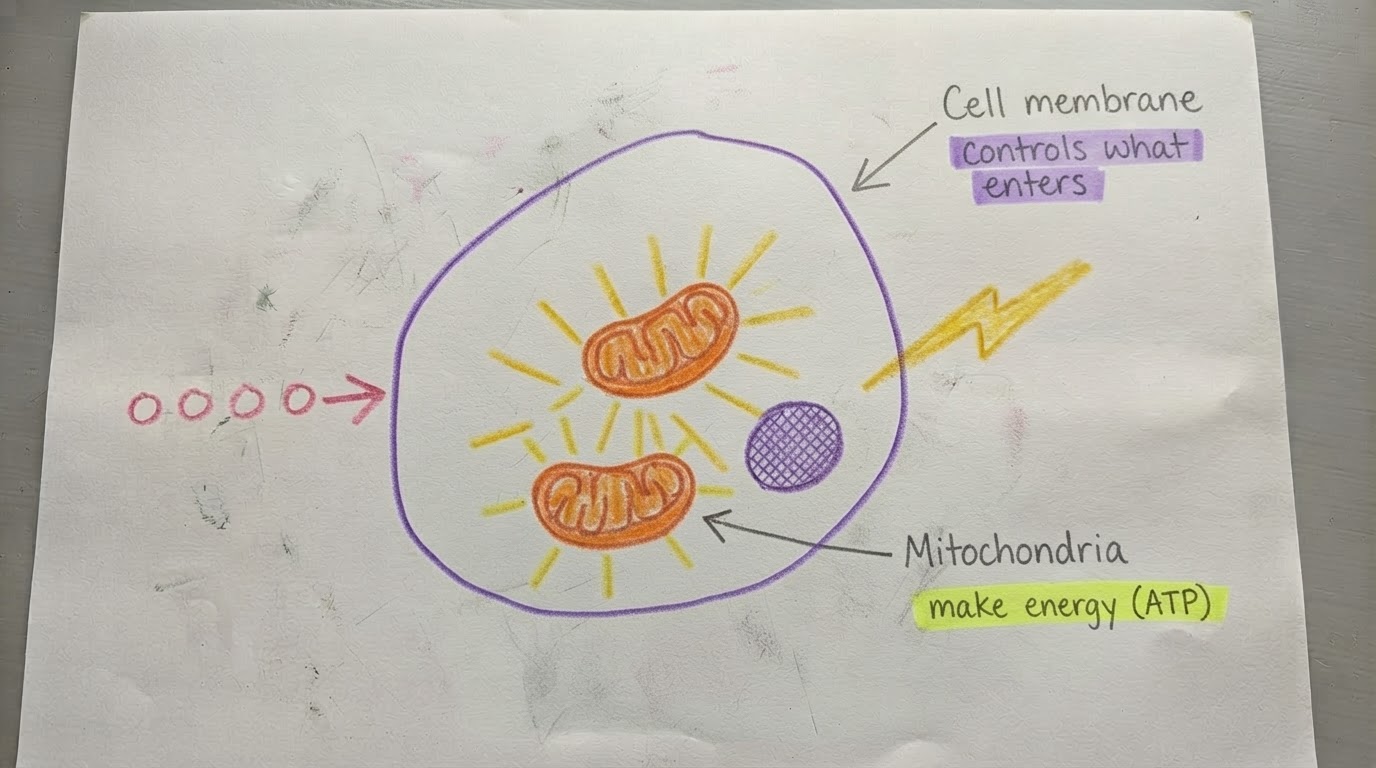 Cell membrane
controls what
enters
Mitochondria
make energy (ATP)